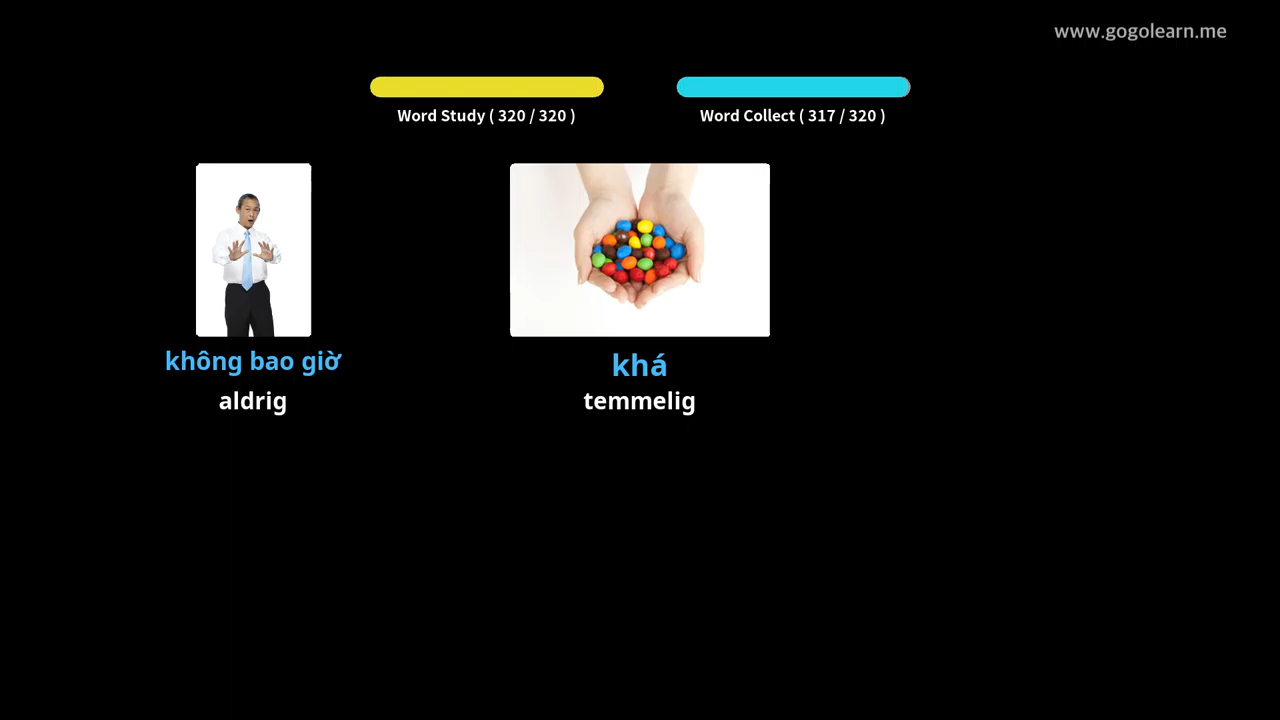 www.gogolearn.me
Word Study ( 320 / 320 )
Word Collect ( 317 / 320 )
không bao giờ
aldrig
khá
temmelig